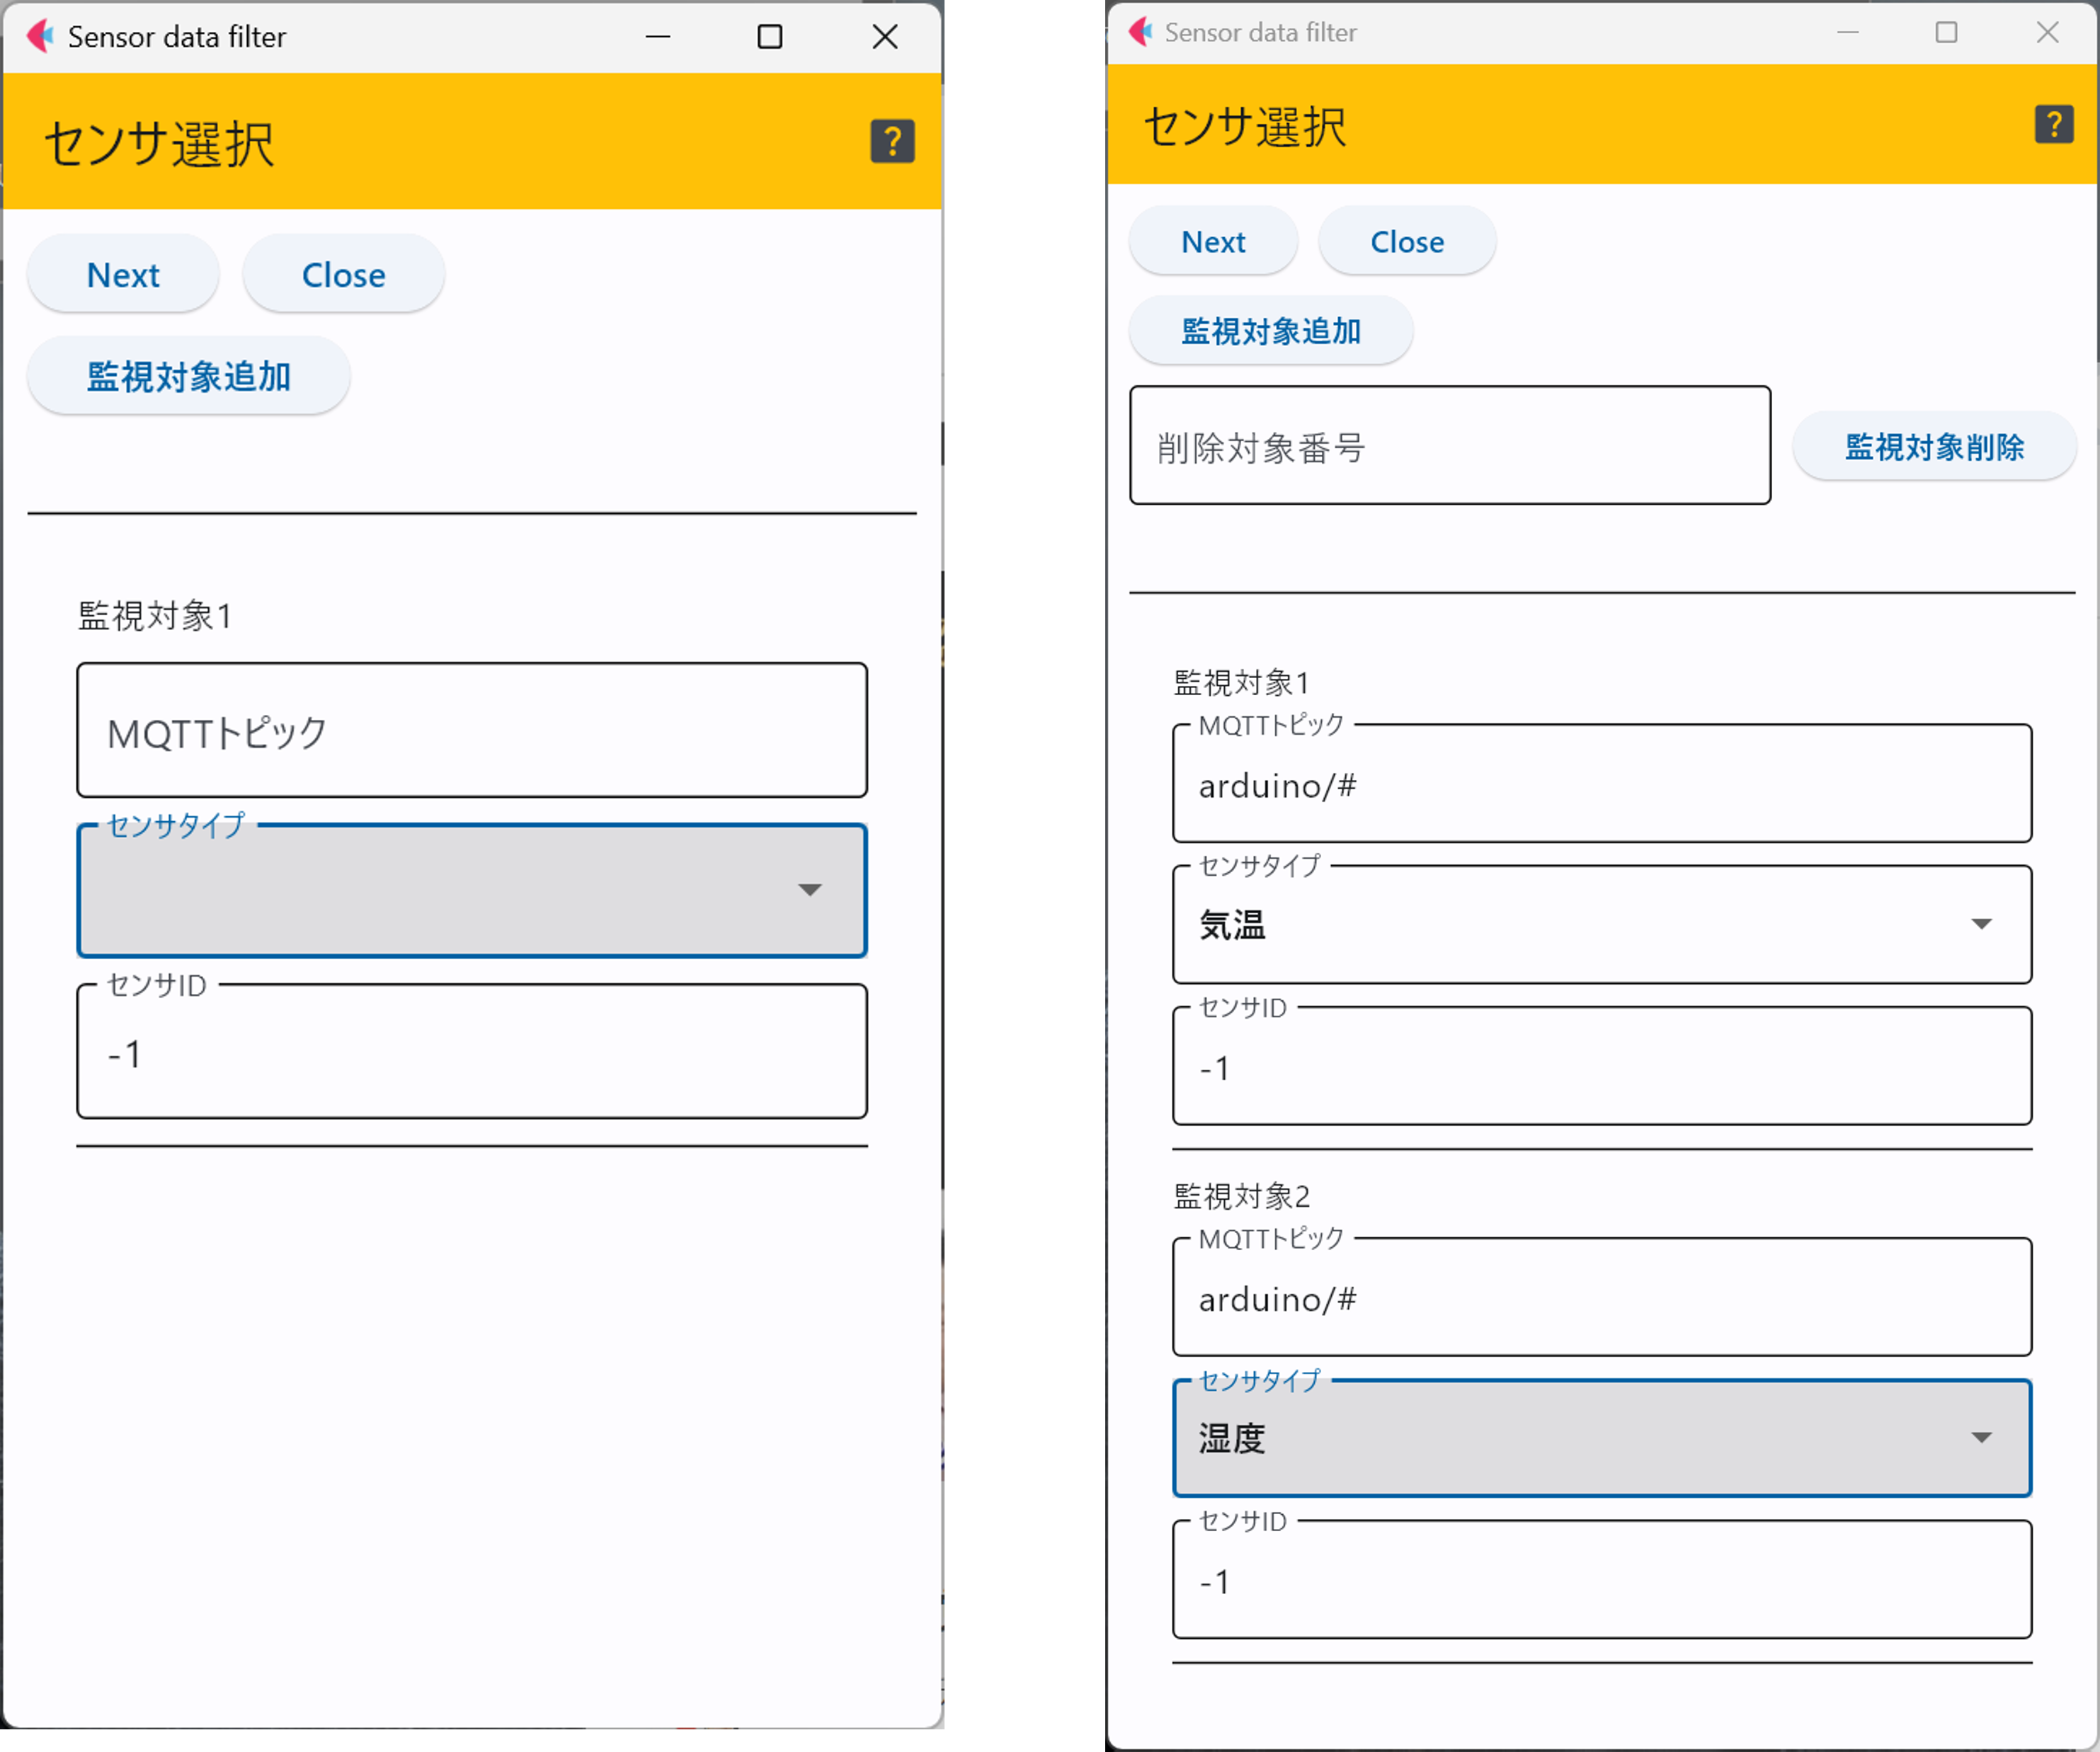 Sensor data filter
センサ選択
?
Next
Close
監視対象追加
監視対象1
MQTTトピック
センサタイプ
センサID
-1
Sensor data filter
センサ選択
?
Next
Close
監視対象追加
削除対象番号
監視対象削除
監視対象1
MQTTトピック
arduino/#
センサタイプ
気温
センサID
-1
監視対象2
MQTTトピック
arduino/#
センサタイプ
湿度
センサID
-1